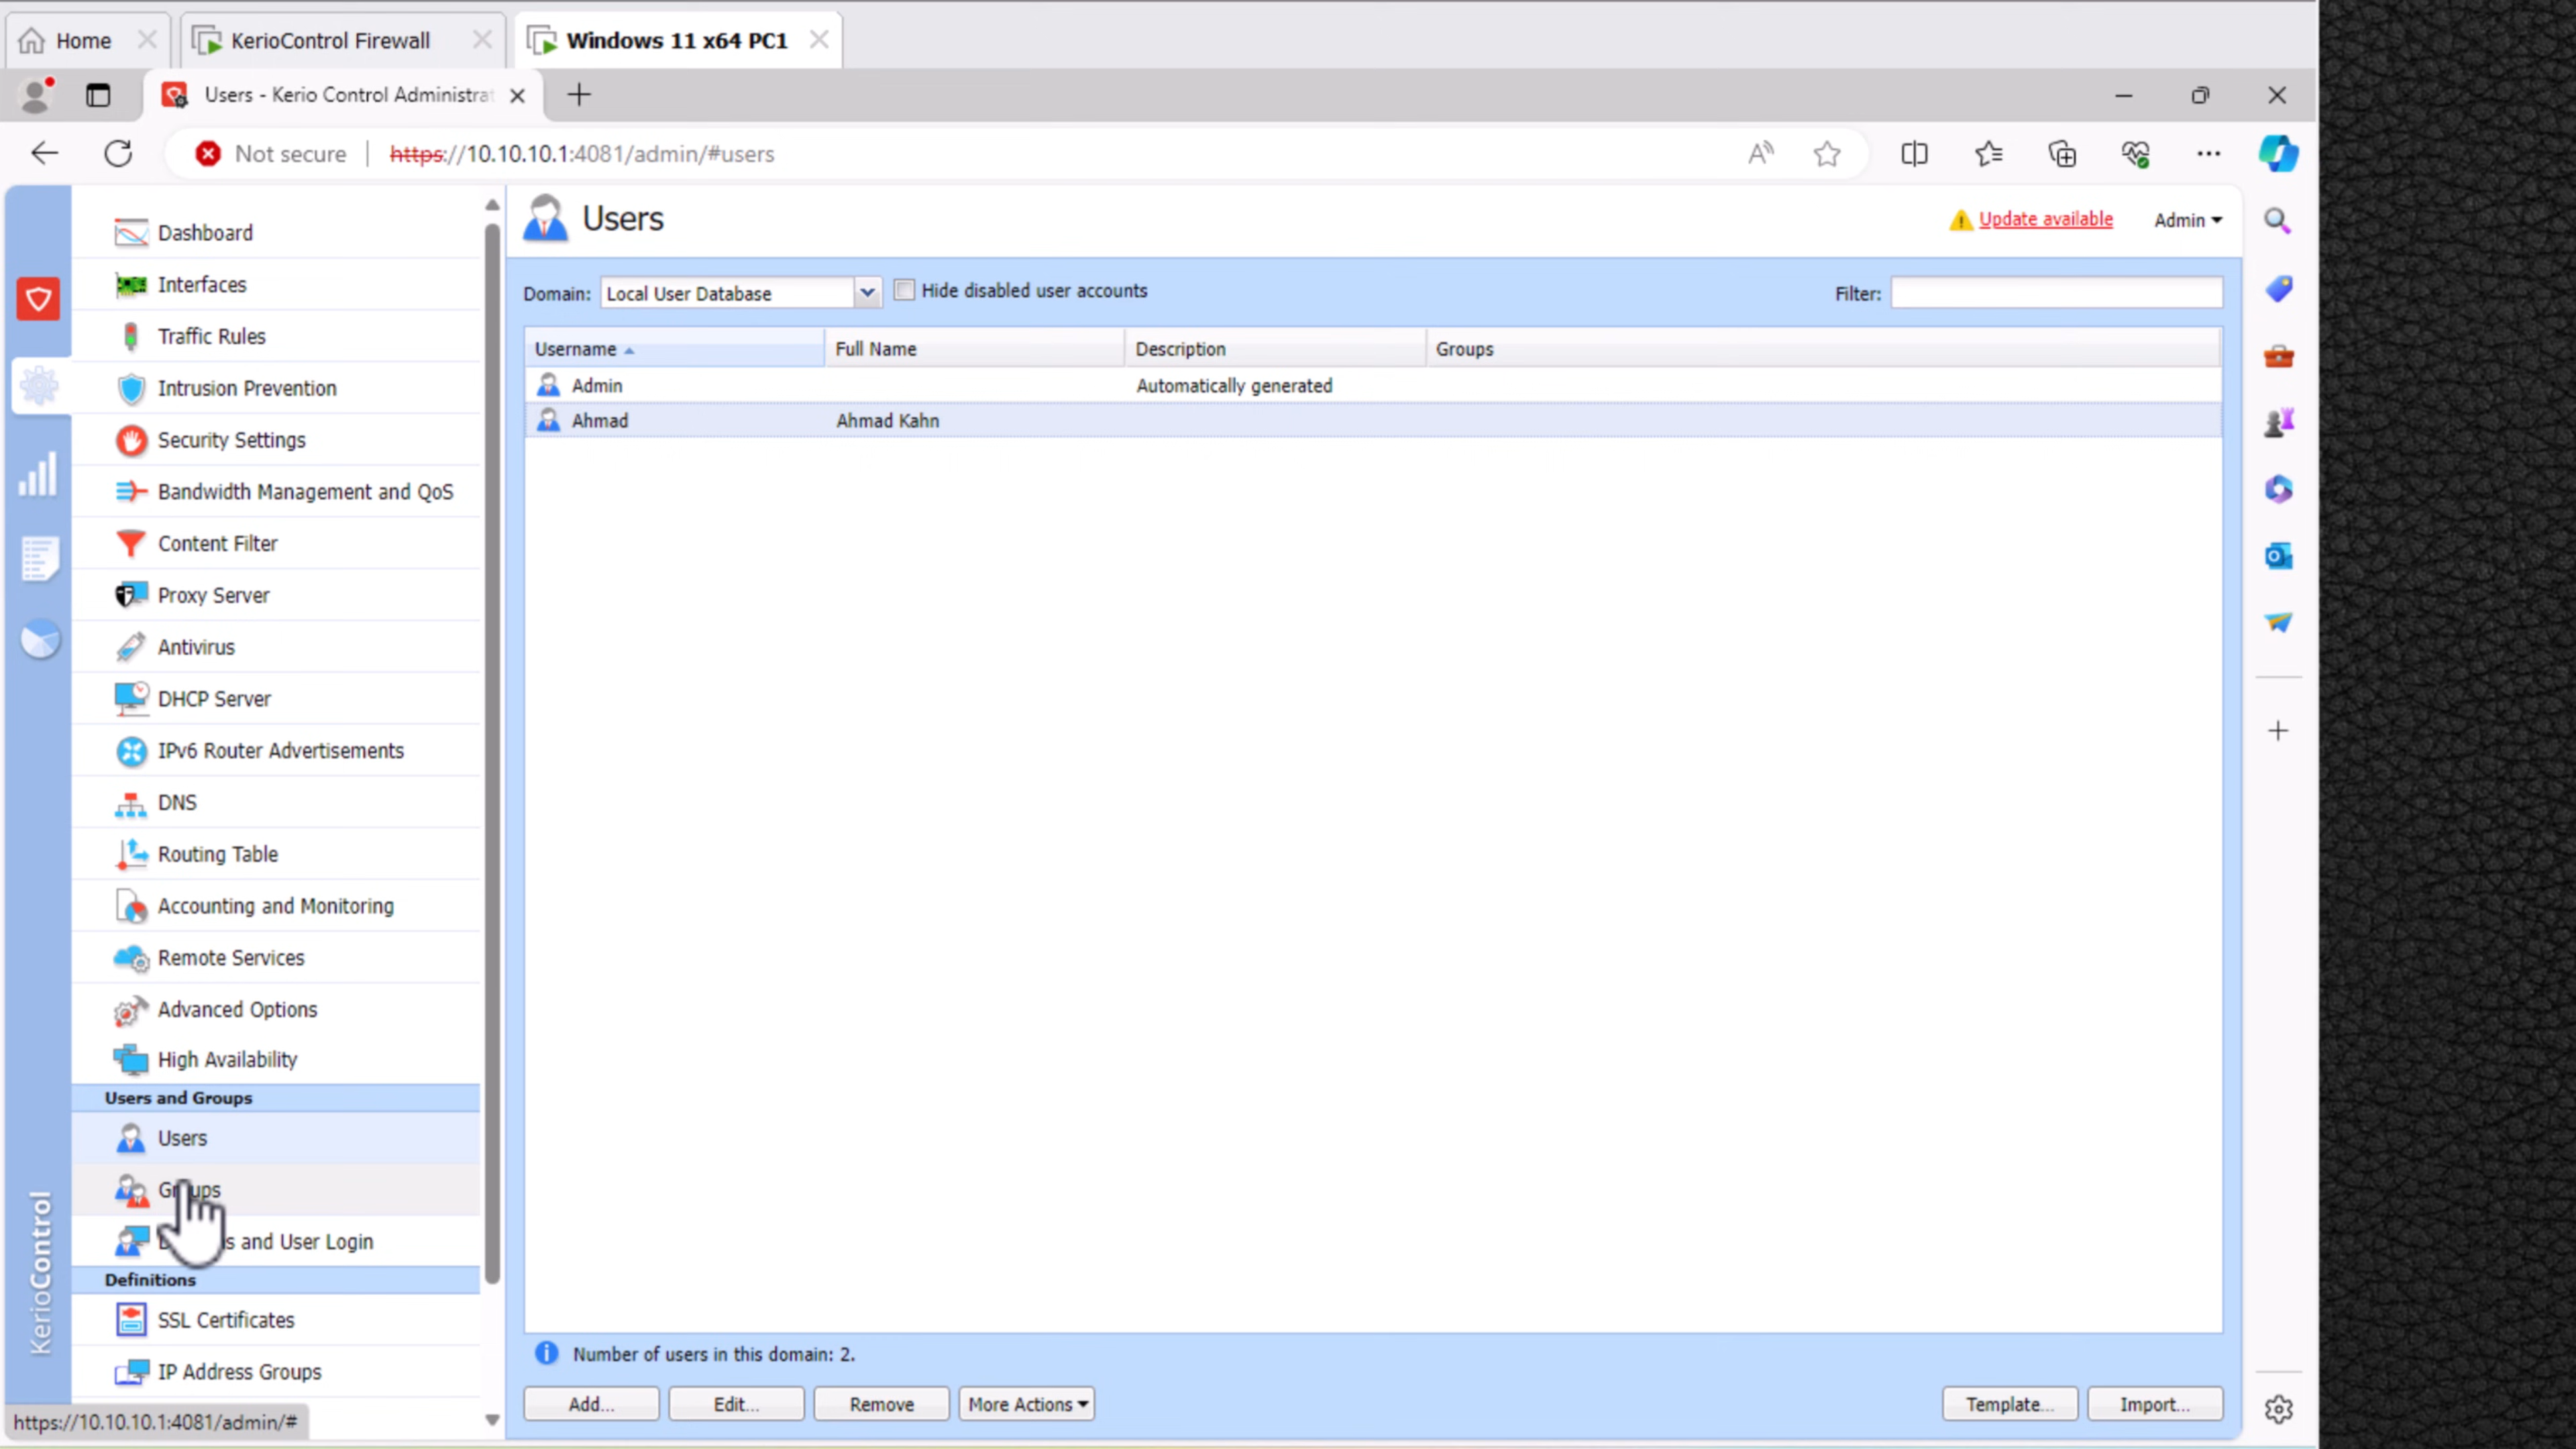 Home
KerioControl Firewall
Windows 11 x64 PC1
Users - Kerio Control Administrat
Not secure
https://10.10.10.1:4081/admin/#users
Dashboard
Interfaces
Traffic Rules
Intrusion Prevention
Security Settings
Bandwidth Management and QoS
Content Filter
Proxy Server
Antivirus
DHCP Server
IPv6 Router Advertisements
DNS
Routing Table
Accounting and Monitoring
Remote Services
Advanced Options
High Availability
Users and Groups
Users
Groups
and User Login
Definitions
SSL Certificates
IP Address Groups
KerioControl
https://10.10.10.1:4081/admin/#
Users
Update available
Admin
Domain: Local User Database
Hide disabled user accounts
Filter:
Username Full Name Description Groups
Admin Automatically generated
Ahmad Ahmad Kahn
Number of users in this domain: 2.
Add... Edit... Remove More Actions Template... Import...